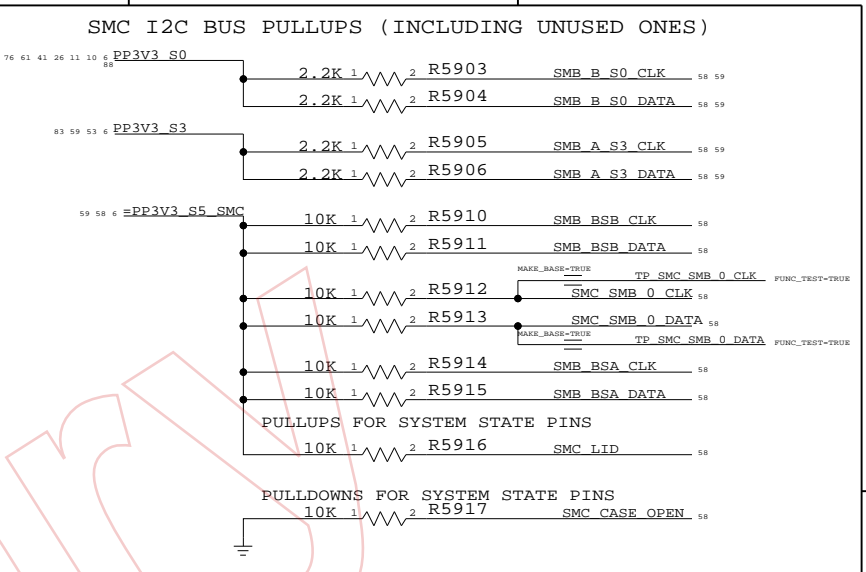 SMC I2C BUS PULLUPS (INCLUDING UNUSED ONES)
76 61 41 26 11 10 6 PP3V3_S0
88
2.2K 1 2 R5903 SMB_B_S0_CLK 58 59
2.2K 1 2 R5904 SMB_B_S0_DATA 58 59
83 59 53 6 PP3V3_S3
2.2K 1 2 R5905 SMB_A_S3_CLK 58 59
2.2K 1 2 R5906 SMB_A_S3_DATA 58 59
59 58 6 =PP3V3_S5_SMC
10K 1 2 R5910 SMB_BSB_CLK 58
10K 1 2 R5911 SMB_BSB_DATA 58
MAKE_BASE=TRUE
TP_SMC_SMB_0_CLK FUNC_TEST=TRUE
10K 1 2 R5912 SMC_SMB_0_CLK 58
10K 1 2 R5913 SMC_SMB_0_DATA 58
MAKE_BASE=TRUE
TP_SMC_SMB_0_DATA FUNC_TEST=TRUE
10K 1 2 R5914 SMB_BSA_CLK 58
10K 1 2 R5915 SMB_BSA_DATA 58
PULLUPS FOR SYSTEM STATE PINS
10K 1 2 R5916 SMC_LID 58
PULLDOWNS FOR SYSTEM STATE PINS
10K 1 2 R5917 SMC_CASE_OPEN 58